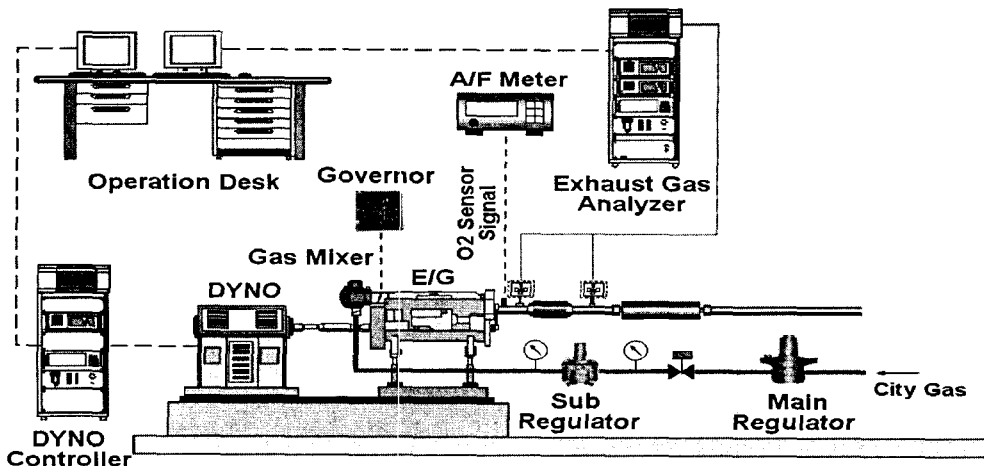 A/F Meter
Operation Desk
Governor
O2 Sensor
Signal
Exhaust Gas
Analyzer
Gas Mixer
E/G
DYNO
City Gas
Sub
Regulator
Main
Regulator
DYNO
Controller